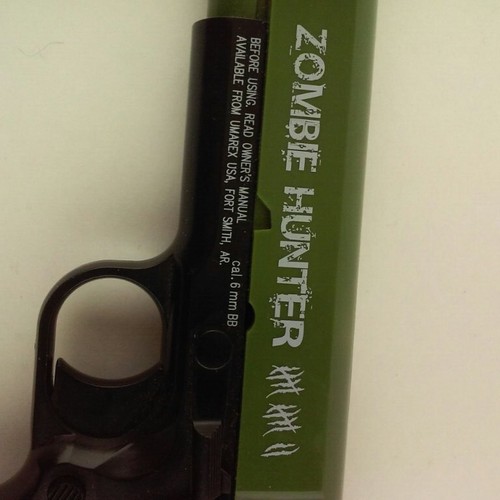 ZOMBIE HUNTER
BEFORE USING. READ OWNER'S MANUAL
AVAILABLE FROM UMAREX USA, FORT SMITH, AR.
cal. 6 mm BB